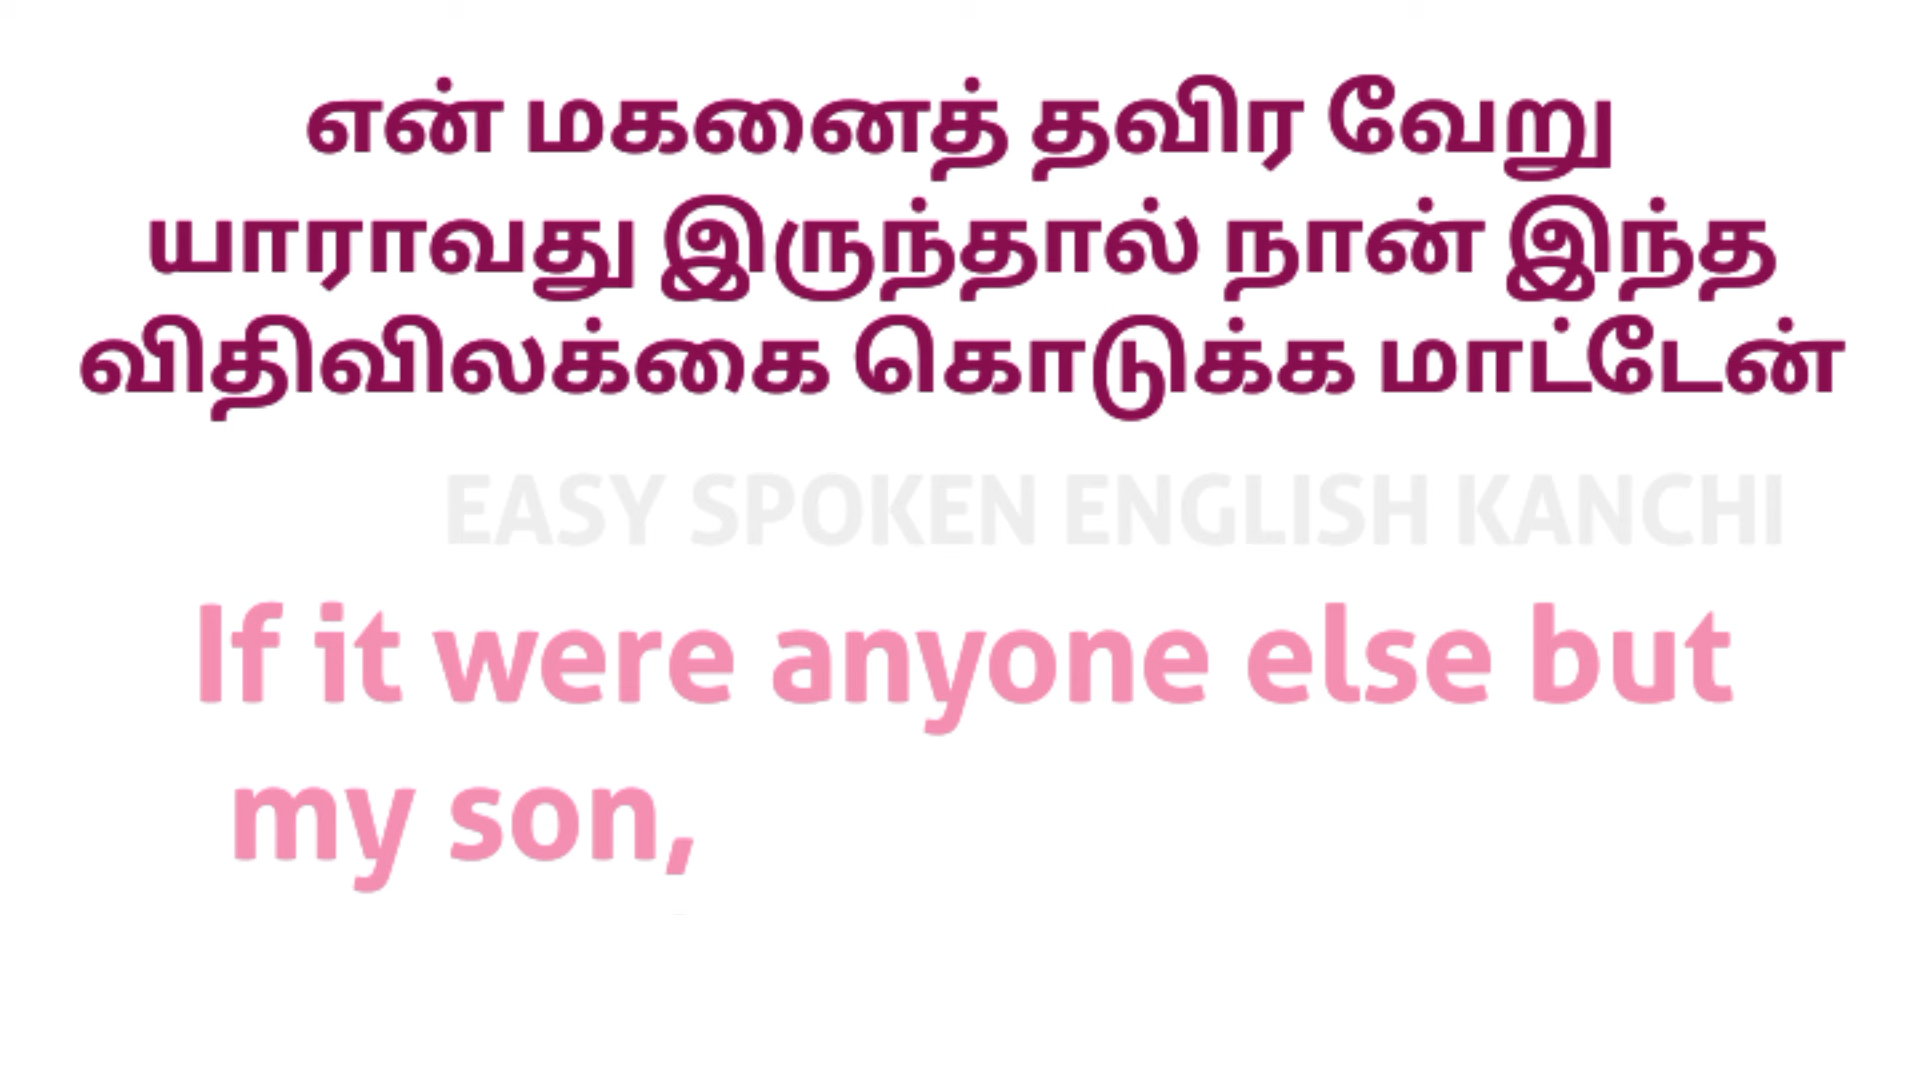 என் மகனைத் தவிர வேறு
யாராவது இருந்தால் நான் இந்த
விதிவிலக்கை கொடுக்க மாட்டேன்
EASY SPOKEN ENGLISH KANCHI
If it were anyone else but
my son,